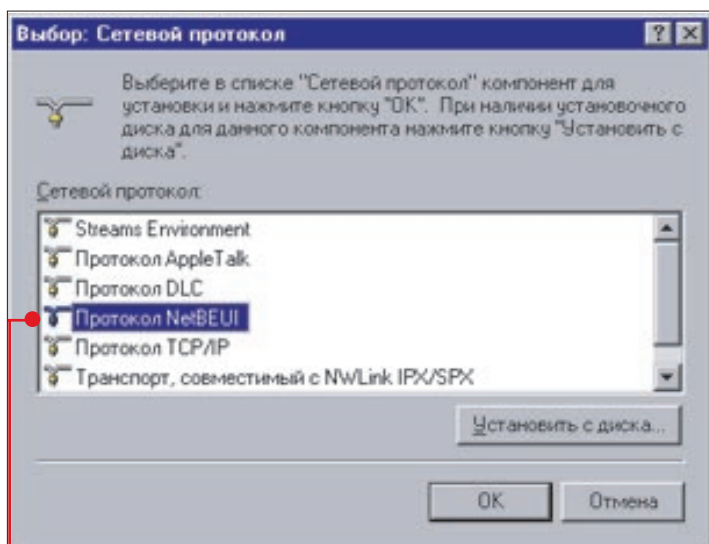 Выбор: Сетевой протокол
Выберите в списке "Сетевой протокол" компонент для
установки и нажмите кнопку "ОК". При наличии установочного
диска для данного компонента нажмите кнопку "Установить с
диска".
Сетевой протокол:
Streams Environment
Протокол AppleTalk
Протокол DLC
Протокол NetBEUI
Протокол TCP/IP
Транспорт, совместимый с NWLink IPX/SPX
Установить с диска...
ОК
Отмена